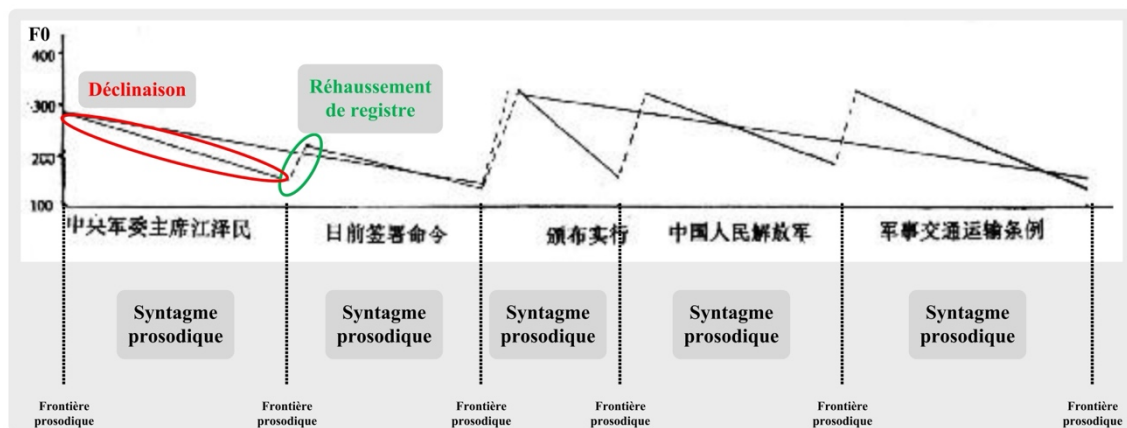 F0
400
Déclinaison
Réhaussement
de registre
300
200
100
中央军委主席江泽民
日前签署命令
颁布实行
中国人民解放军
军事交通运输条例
Syntagme
prosodique
Syntagme
prosodique
Syntagme
prosodique
Syntagme
prosodique
Syntagme
prosodique
Frontière
prosodique
Frontière
prosodique
Frontière
prosodique
Frontière
prosodique
Frontière
prosodique
Frontière
prosodique